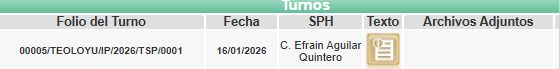 Turnos
Folio del Turno Fecha SPH Texto Archivos Adjuntos
00005/TEOLOYU/IP/2026/TSP/0001 16/01/2026 C. Efrain Aguilar
Quintero